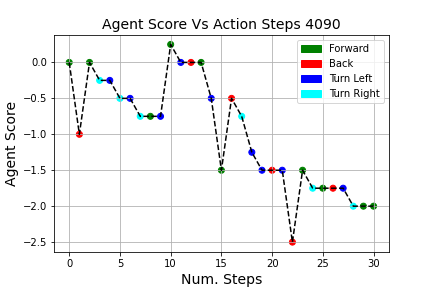 Agent Score Vs Action Steps 4090
Forward
Back
Turn Left
Turn Right
0.0
−0.5
−1.0
−1.5
−2.0
−2.5
Agent Score
0 5 10 15 20 25 30
Num. Steps